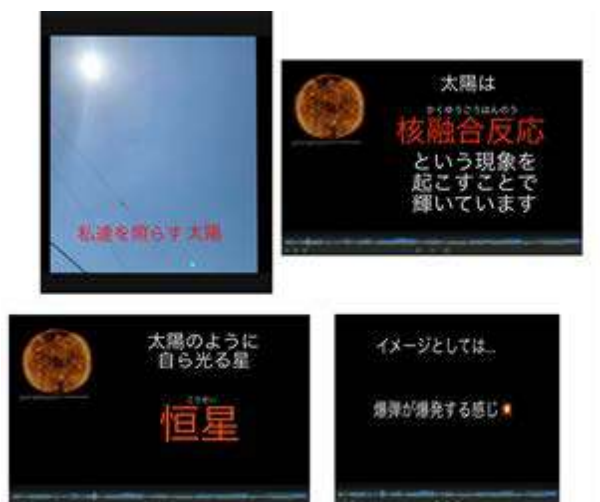 私達を照らす太陽
太陽は
かくゆうごうはんのう
核融合反応
という現象を
起こすことで
輝いています
太陽のように
自ら光る星
こうせい
恒星
イメージとしては...
爆弾が爆発する感じ